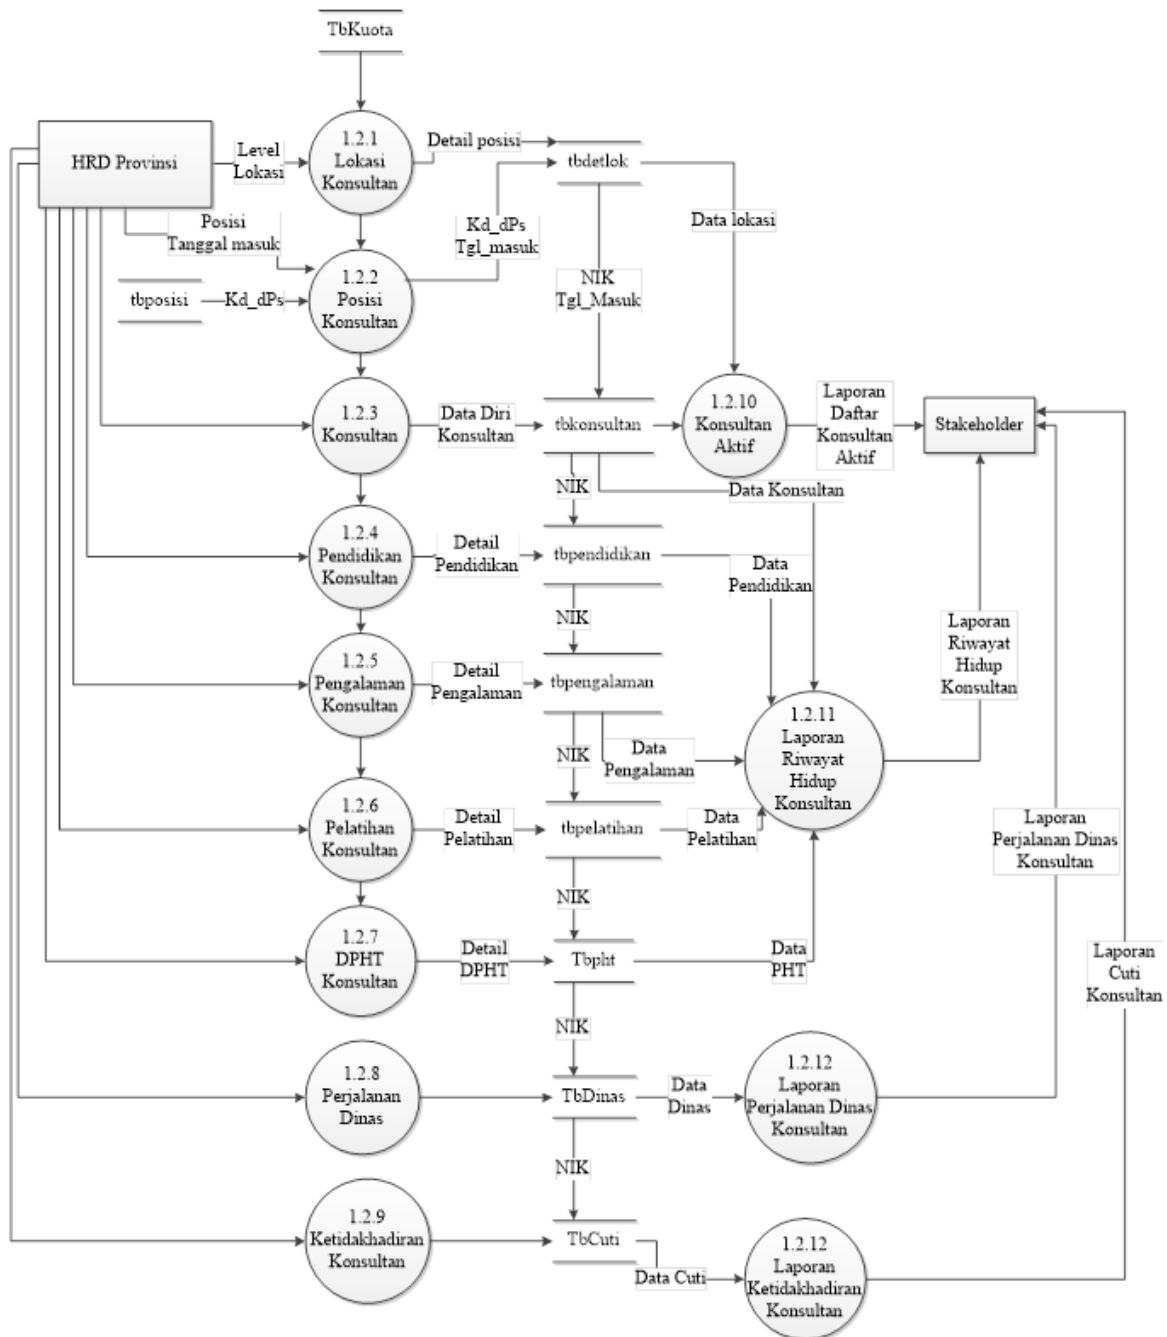 TbKuota
HRD Provinsi
Level
Lokasi
1.2.1
Lokasi
Konsultan
Detail posisi
tbdetlok
Posisi
Tanggal masuk
Kd_dPs
Tgl_masuk
Data lokasi
tbposisi
Kd_dPs
1.2.2
Posisi
Konsultan
NIK
Tgl_Masuk
1.2.3
Konsultan
Data Diri
Konsultan
tbkonsultan
1.2.10
Konsultan
Aktif
Laporan
Daftar
Konsultan
Aktif
Stakeholder
NIK
Data Konsultan
1.2.4
Pendidikan
Konsultan
Detail
Pendidikan
tbpendidikan
Data
Pendidikan
NIK
Laporan
Riwayat
Hidup
Konsultan
1.2.5
Pengalaman
Konsultan
Detail
Pengalaman
tbpengalaman
NIK
Data
Pengalaman
1.2.11
Laporan
Riwayat
Hidup
Konsultan
1.2.6
Pelatihan
Konsultan
Detail
Pelatihan
tbpelatihan
Data
Pelatihan
Laporan
Perjalanan Dinas
Konsultan
NIK
1.2.7
DPHT
Konsultan
Detail
DPHT
Tbpht
Data
PHT
Laporan
Cuti
Konsultan
NIK
1.2.8
Perjalanan
Dinas
TbDinas
Data
Dinas
1.2.12
Laporan
Perjalanan Dinas
Konsultan
NIK
1.2.9
Ketidakhadiran
Konsultan
TbCuti
Data Cuti
1.2.12
Laporan
Ketidakhadiran
Konsultan